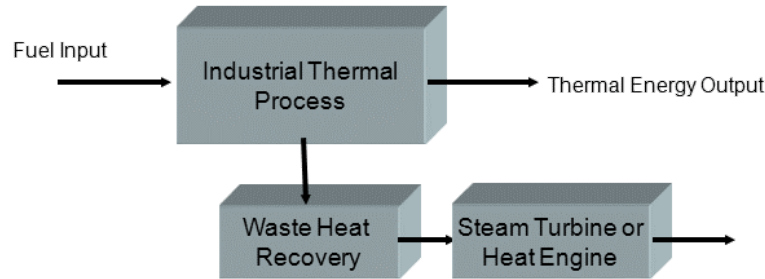 Fuel Input
Industrial Thermal
Process
Thermal Energy Output
Waste Heat
Recovery
Steam Turbine or
Heat Engine